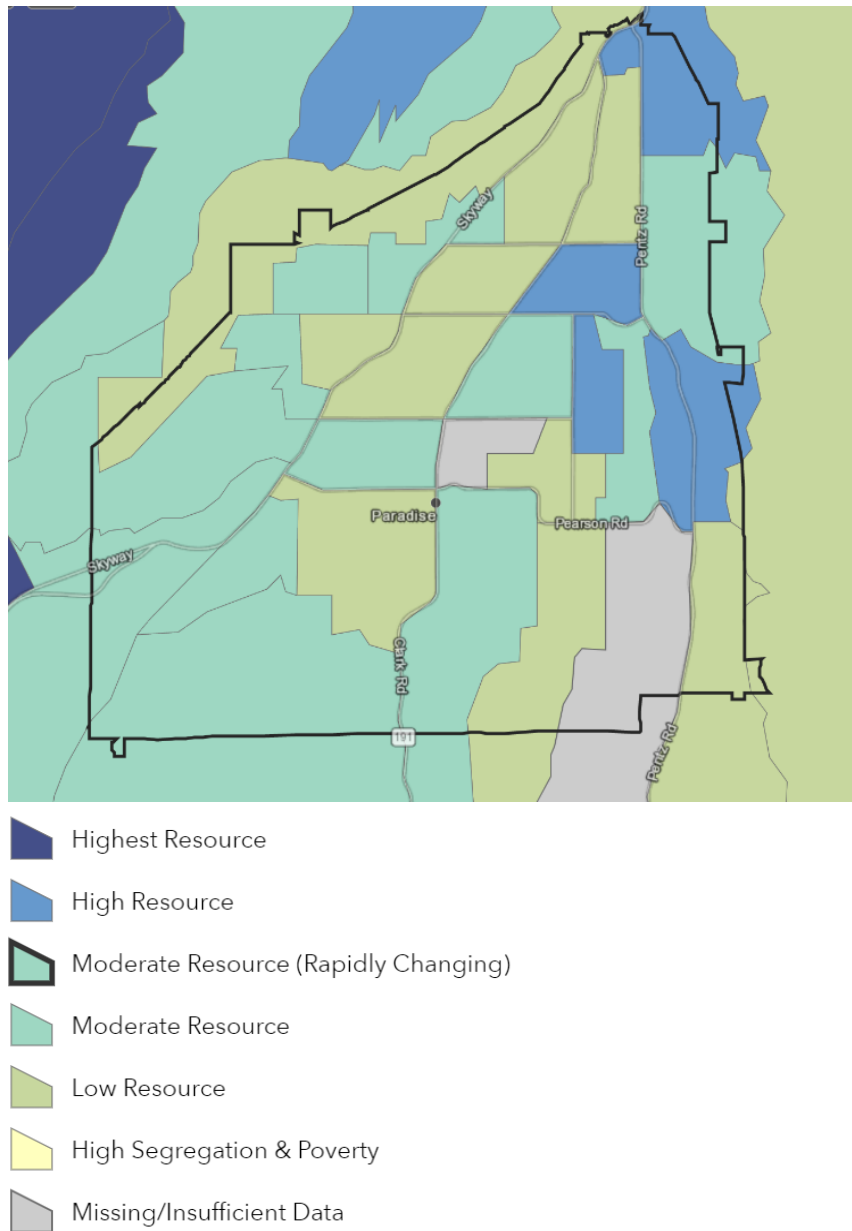 Skyway
Pentz Rd
Paradise
Pearson Rd
Skyway
Clark Rd
191
Pentz Rd
Highest Resource
High Resource
Moderate Resource (Rapidly Changing)
Moderate Resource
Low Resource
High Segregation & Poverty
Missing/Insufficient Data